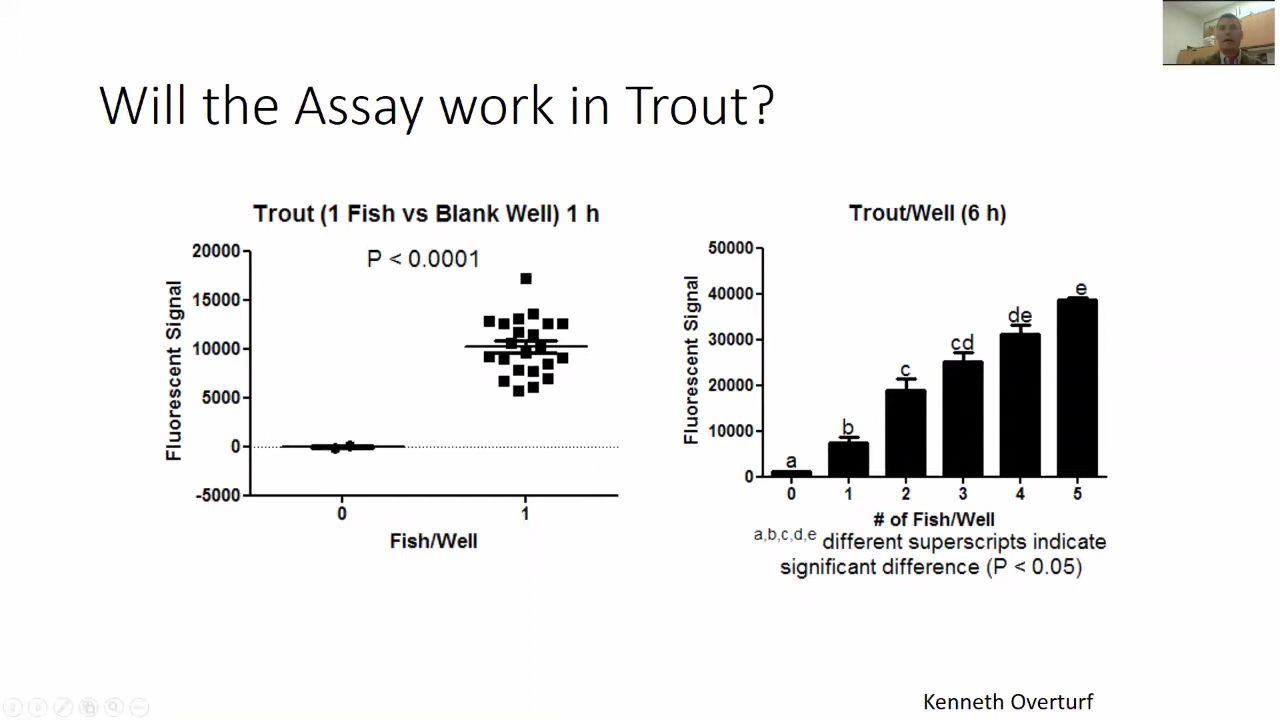 Will the Assay work in Trout?
Trout (1 Fish vs Blank Well) 1 h
P < 0.0001
Fluorescent Signal
20000
15000
10000
5000
0
-5000
0
1
Fish/Well
Trout/Well (6 h)
Fluorescent Signal
50000
40000
30000
20000
10000
0
a
b
c
cd
de
e
0
1
2
3
4
5
# of Fish/Well
a,b,c,d,e different superscripts indicate
significant difference (P < 0.05)
Kenneth Overturf